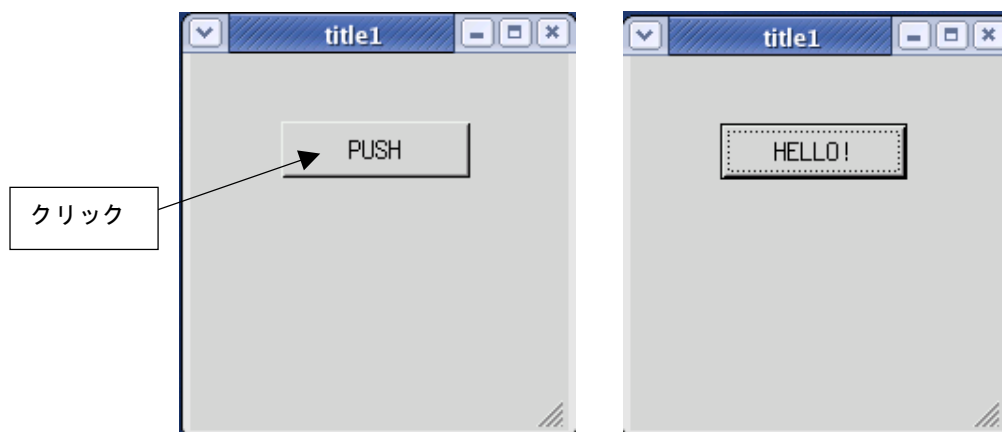 title1
PUSH
クリック
title1
HELLO!